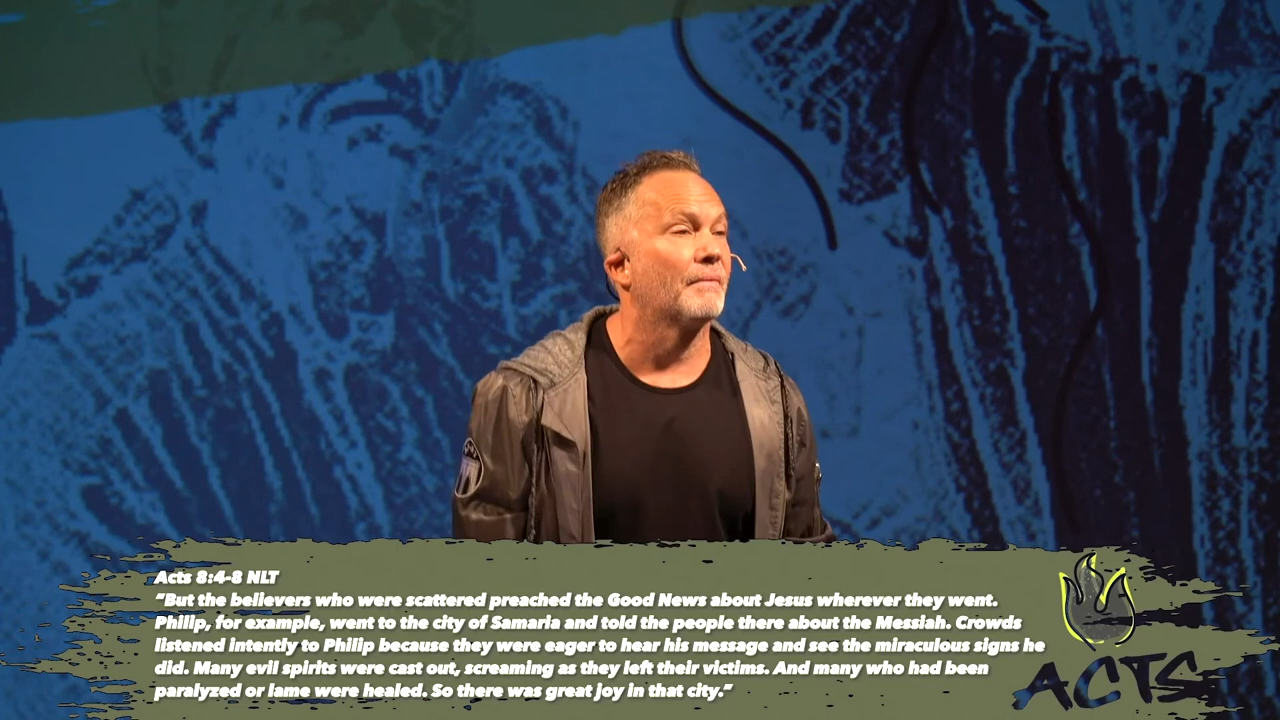 Acts 8:4-8 NLT
"But the believers who were scattered preached the Good News about Jesus wherever they went.
Philip, for example, went to the city of Samaria and told the people there about the Messiah. Crowds
listened intently to Philip because they were eager to hear his message and see the miraculous signs he
did. Many evil spirits were cast out, screaming as they left their victims. And many who had been
paralyzed or lame were healed. So there was great joy in that city."
ACTS